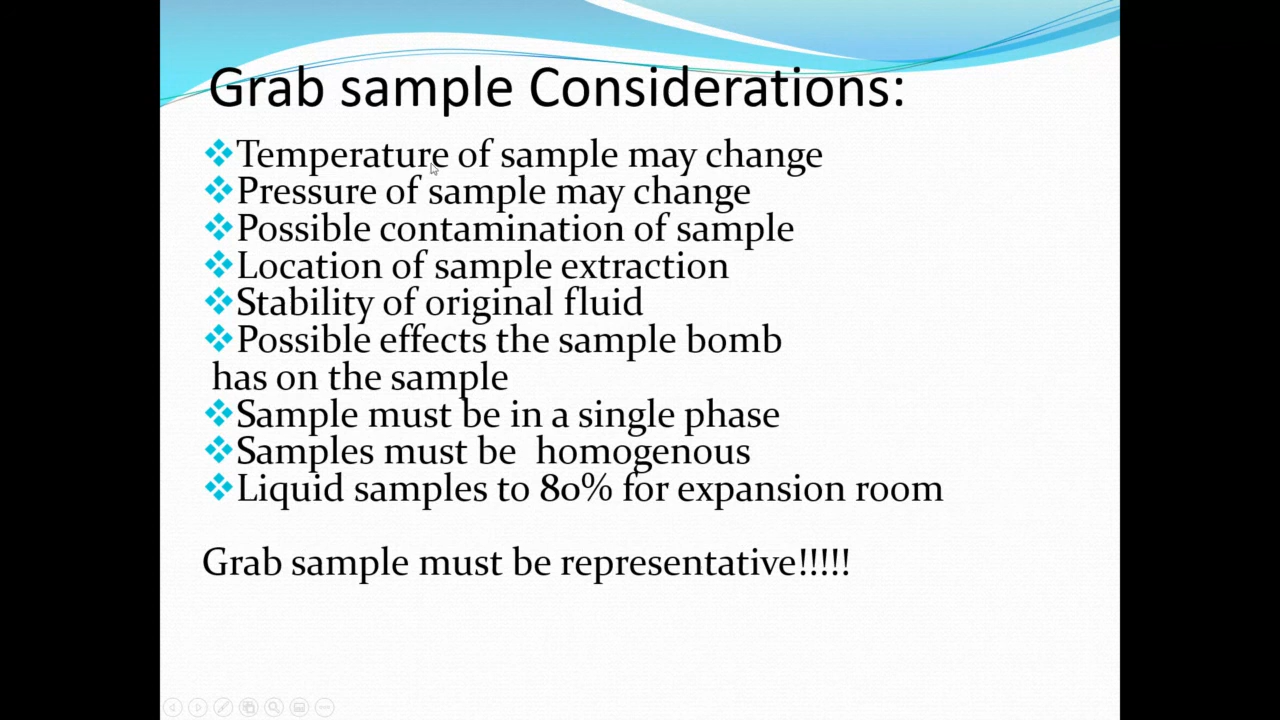 Grab sample Considerations:
❖Temperature of sample may change
❖Pressure of sample may change
❖Possible contamination of sample
❖Location of sample extraction
❖Stability of original fluid
❖Possible effects the sample bomb
has on the sample
❖Sample must be in a single phase
❖Samples must be  homogenous
❖Liquid samples to 80% for expansion room
Grab sample must be representative!!!!!